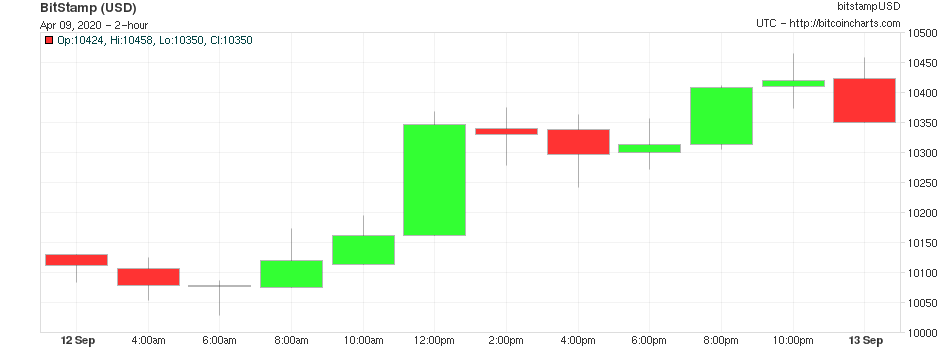 BitStamp (USD)
bitstampUSD
Apr 09, 2020 - 2-hour
UTC - http://bitcoincharts.com
Op:10424, Hi:10458, Lo:10350, Cl:10350
10500
10450
10400
10350
10300
10250
10200
10150
10100
10050
10000
12 Sep
4:00am
6:00am
8:00am
10:00am
12:00pm
2:00pm
4:00pm
6:00pm
8:00pm
10:00pm
13 Sep